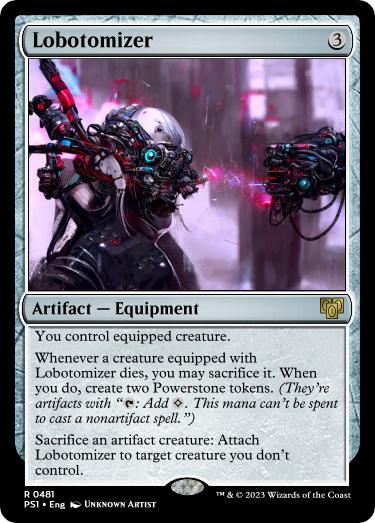 Lobotomizer 3
Artifact — Equipment
You control equipped creature.
Whenever a creature equipped with
Lobotomizer dies, you may sacrifice it. When
you do, create two Powerstone tokens. (They're
artifacts with “: Add . This mana can't be spent
to cast a nonartifact spell.”)
Sacrifice an artifact creature: Attach
Lobotomizer to target creature you don't
control.
R 0481
PS1 • Eng Unknown Artist
™ & © 2023 Wizards of the Coast